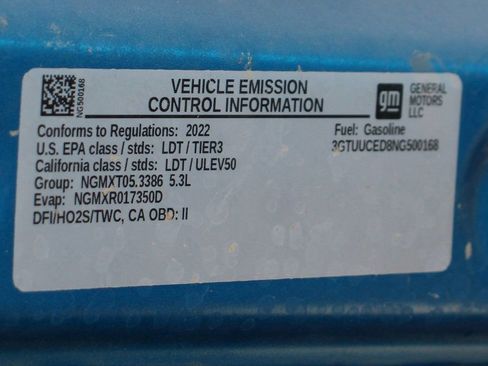 NG500168
VEHICLE EMISSION
CONTROL INFORMATION
gm
GENERAL
MOTORS
LLC
Conforms to Regulations: 2022
Fuel: Gasoline
U.S. EPA class / stds: LDT / TIER3
3GTUUCED8NG500168
California class / stds: LDT / ULEV50
Group: NGMXT05.3386 5.3L
Evap: NGMXR017350D
DFI/HO2S/TWC, CA OBD: II